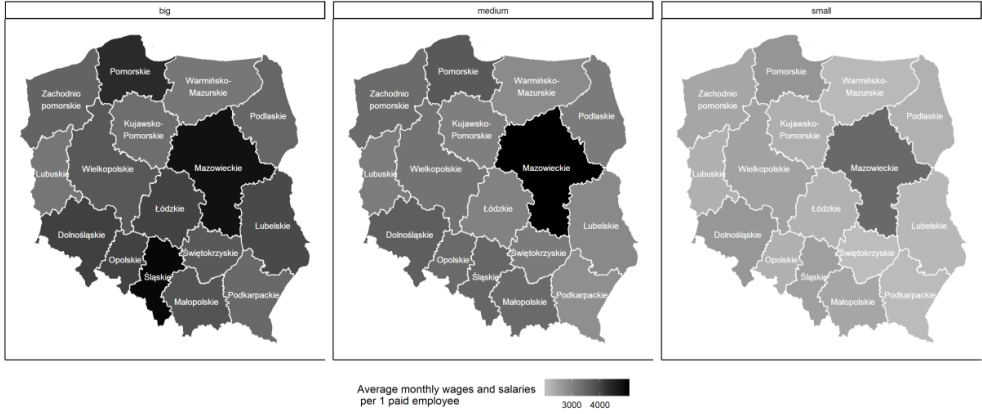 big
medium
small
Pomorskie
Warmińsko-
Mazurskie
Zachodnio
pomorskie
Podlaskie
Kujawsko-
Pomorskie
Mazowieckie
Wielkopolskie
Lubuskie
Łódzkie
Lubelskie
Dolnośląskie
Opolskie
Świętokrzyskie
Śląskie
Małopolskie
Podkarpackie
Pomorskie
Warmińsko-
Mazurskie
Zachodnio
pomorskie
Podlaskie
Kujawsko-
Pomorskie
Mazowieckie
Wielkopolskie
Lubuskie
Łódzkie
Lubelskie
Dolnośląskie
Opolskie
Świętokrzyskie
Śląskie
Małopolskie
Podkarpackie
Pomorskie
Warmińsko-
Mazurskie
Zachodnio
pomorskie
Podlaskie
Kujawsko-
Pomorskie
Mazowieckie
Wielkopolskie
Lubuskie
Łódzkie
Lubelskie
Dolnośląskie
Opolskie
Świętokrzyskie
Śląskie
Małopolskie
Podkarpackie
Average monthly wages and salaries
per 1 paid employee
3000 4000